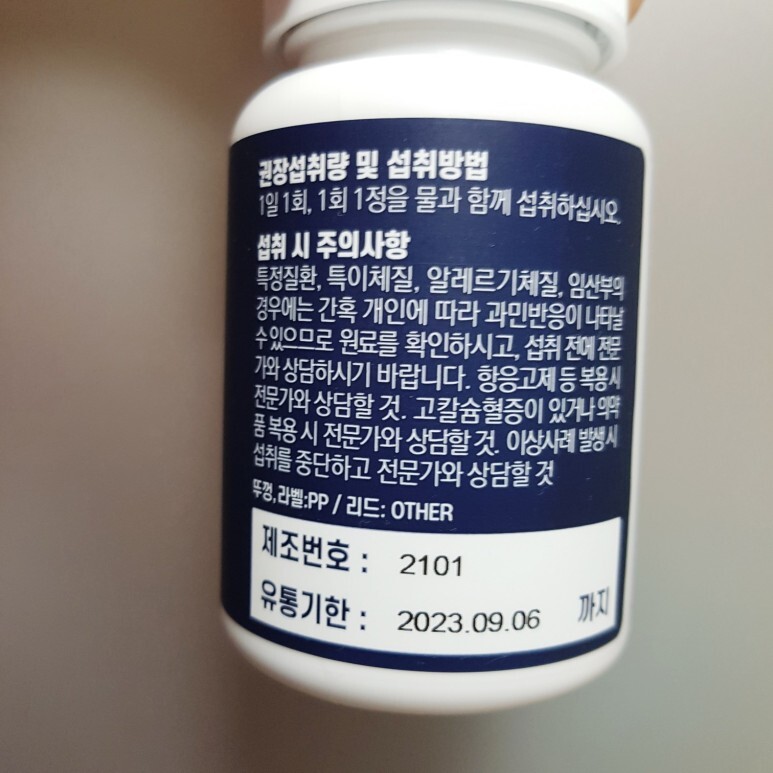 권장섭취량 및 섭취방법
1일 1회, 1회 1정을 물과 함께 섭취하십시오.
섭취 시 주의사항
특정질환, 특이체질, 알레르기체질, 임산부의
경우에는 간혹 개인에 따라 과민반응이 나타날
수 있으므로 원료를 확인하시고, 섭취 전에 전문
가와 상담하시기 바랍니다. 항응고제 등 복용 시
전문가와 상담할 것. 고칼슘혈증이 있거나 의약
품 복용 시 전문가와 상담할 것. 이상사례 발생 시
섭취를 중단하고 전문가와 상담할 것
뚜껑,라벨:PP / 리드: OTHER
제조번호 : 2101
유통기한 : 2023.09.06 까지